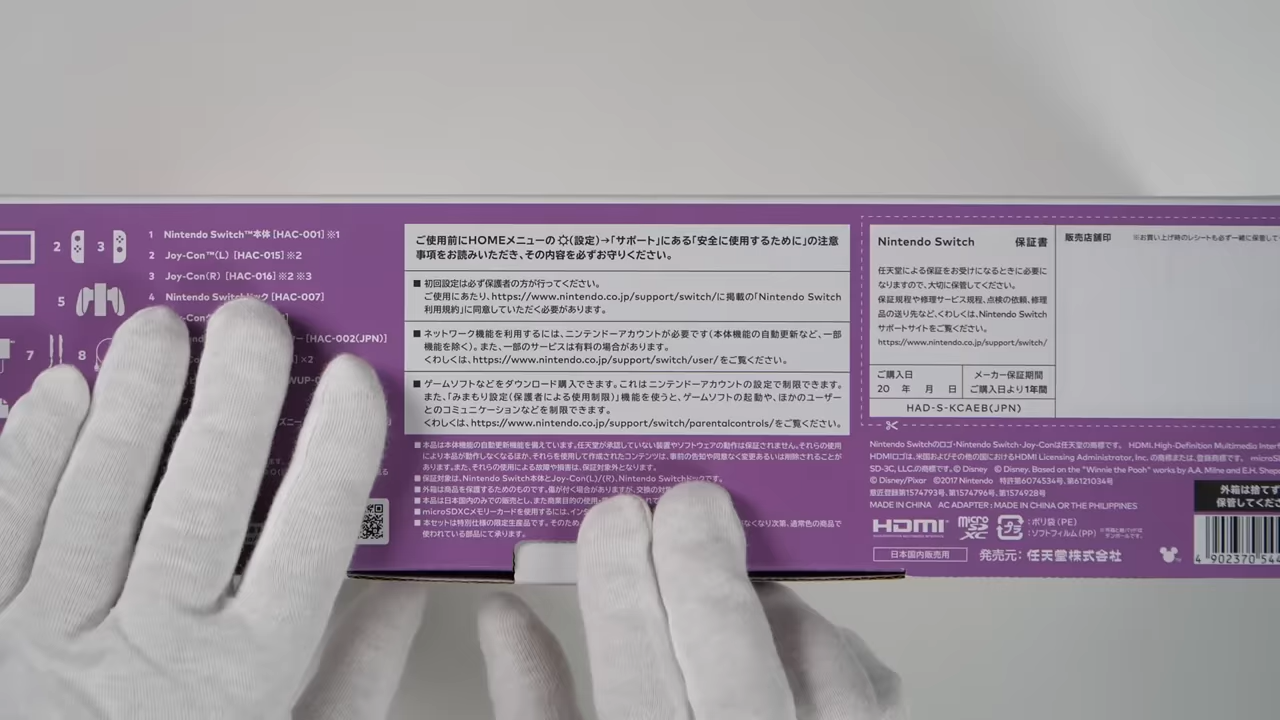 2
3
5
7
8
1 Nintendo Switch™本体 [HAC-001] ※1
2 Joy-Con™(L) [HAC-015] ※2
3 Joy-Con(R) [HAC-016] ※2 ※3
4 Nintendo Switchドック [HAC-007]
Joy-Con
[HAC-002(JPN)]
×2
ご使用前にHOMEメニューの (設定)→「サポート」にある「安全に使用するために」の注意
事項をお読みいただき、その内容を必ずお守りください。
■ 初回設定は必ず保護者の方が行ってください。
ご使用にあたり、https://www.nintendo.co.jp/support/switch/に掲載の「Nintendo Switch
利用規約」に同意していただく必要があります。
■ ネットワーク機能を利用するには、ニンテンドーアカウントが必要です(本体機能の自動更新など、一部
機能を除く)。また、一部のサービスは有料の場合があります。
くわしくは、https://www.nintendo.co.jp/support/switch/user/をご覧ください。
■ ゲームソフトなどをダウンロード購入できます。これはニンテンドーアカウントの設定で制限できます。
また、「みまもり設定(保護者による使用制限)」機能を使うと、ゲームソフトの起動や、ほかのユーザー
とのコミュニケーションなどを制限できます。
くわしくは、https://www.nintendo.co.jp/support/switch/parentalcontrols/をご覧ください。
■ 本品は本体機能の自動更新機能を備えています。任天堂が承認していない装置やソフトウェアの動作は保証されません。それらの使用
により本品が動作しなくなるほか、それらを使用して作成されたコンテンツは、事前の告知や同意なく変更あるいは削除されることが
あります。また、それらの使用による故障や損害は、保証対象外となります。
■ 保証対象は、Nintendo Switch本体とJoy-Con(L)/(R)、Nintendo Switchドックです。
■ 外箱は商品を保護するためのものです。傷が付く場合がありますが、交換の対
■ 本品は日本国内のみでの販売とし、また商業目的の使用
■ microSDXCメモリーカードを使用するには、イン
■ 本セットは特別仕様の限定生産品です。そのため、 なくなり次第、通常色の商品で
使われている部品にて承ります。
Nintendo Switch 保証書
任天堂による保証をお受けになるときに必要に
なりますので、大切に保管してください。
保証規程や修理サービス規程、点検の依頼、修理
品の送り先など、くわしくは、Nintendo Switch
サポートサイトをご覧ください。
https://www.nintendo.co.jp/support/switch/
ご購入日
20 年 月 日
メーカー保証期間
ご購入日より1年間
HAD-S-KCAEB(JPN)
販売店舗印 ※お買い上げ時のレシートも必ず一緒に保管して
Nintendo Switchのロゴ・Nintendo Switch・Joy-Conは任天堂の商標です。 HDMI、High-Definition Multimedia Inter
HDMIロゴは、米国およびその他の国におけるHDMI Licensing Administrator, Inc. の商標または、登録商標です。 microS
SD-3C, LLC.の商標です。© Disney © Disney. Based on the "Winnie the Pooh" works by A.A. Milne and E.H. Shep
© Disney/Pixar ©2017 Nintendo 特許第6074534号、第6121034号
意匠登録第1574793号、第1574796号、第1574928号
MADE IN CHINA AC ADAPTER : MADE IN CHINA OR THE PHILIPPINES
HDMI
micro SD XC
プラ
:ポリ袋 (PE)
:ソフトフィルム (PP)
日本国内販売用
発売元: 任天堂株式会社
外箱は捨てず
保管してくださ
4 902370 54